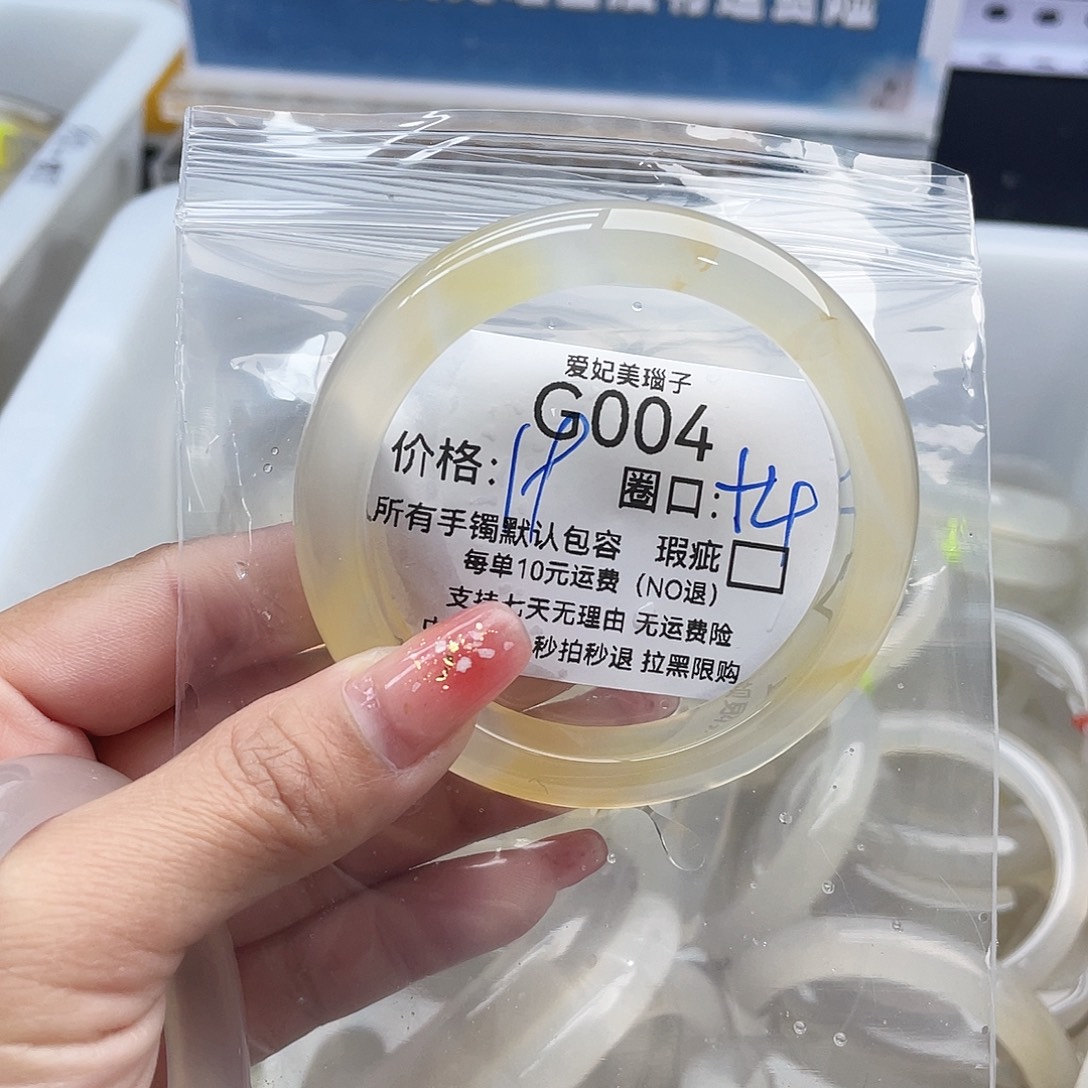 爱妃美瑙子
G004
价格: 圈口:
所有手镯默认包容 瑕疵
每单10元运费 (NO退)
支持七天无理由 无运费险
秒拍秒退 拉黑限购